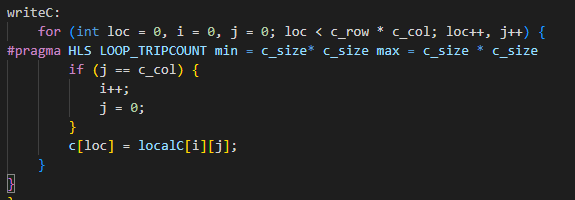 writeC:
for (int loc = 0, i = 0, j = 0; loc < c_row * c_col; loc++, j++) {
#pragma HLS LOOP_TRIPCOUNT min = c_size* c_size max = c_size * c_size
if (j == c_col) {
i++;
j = 0;
}
c[loc] = localC[i][j];
}
}